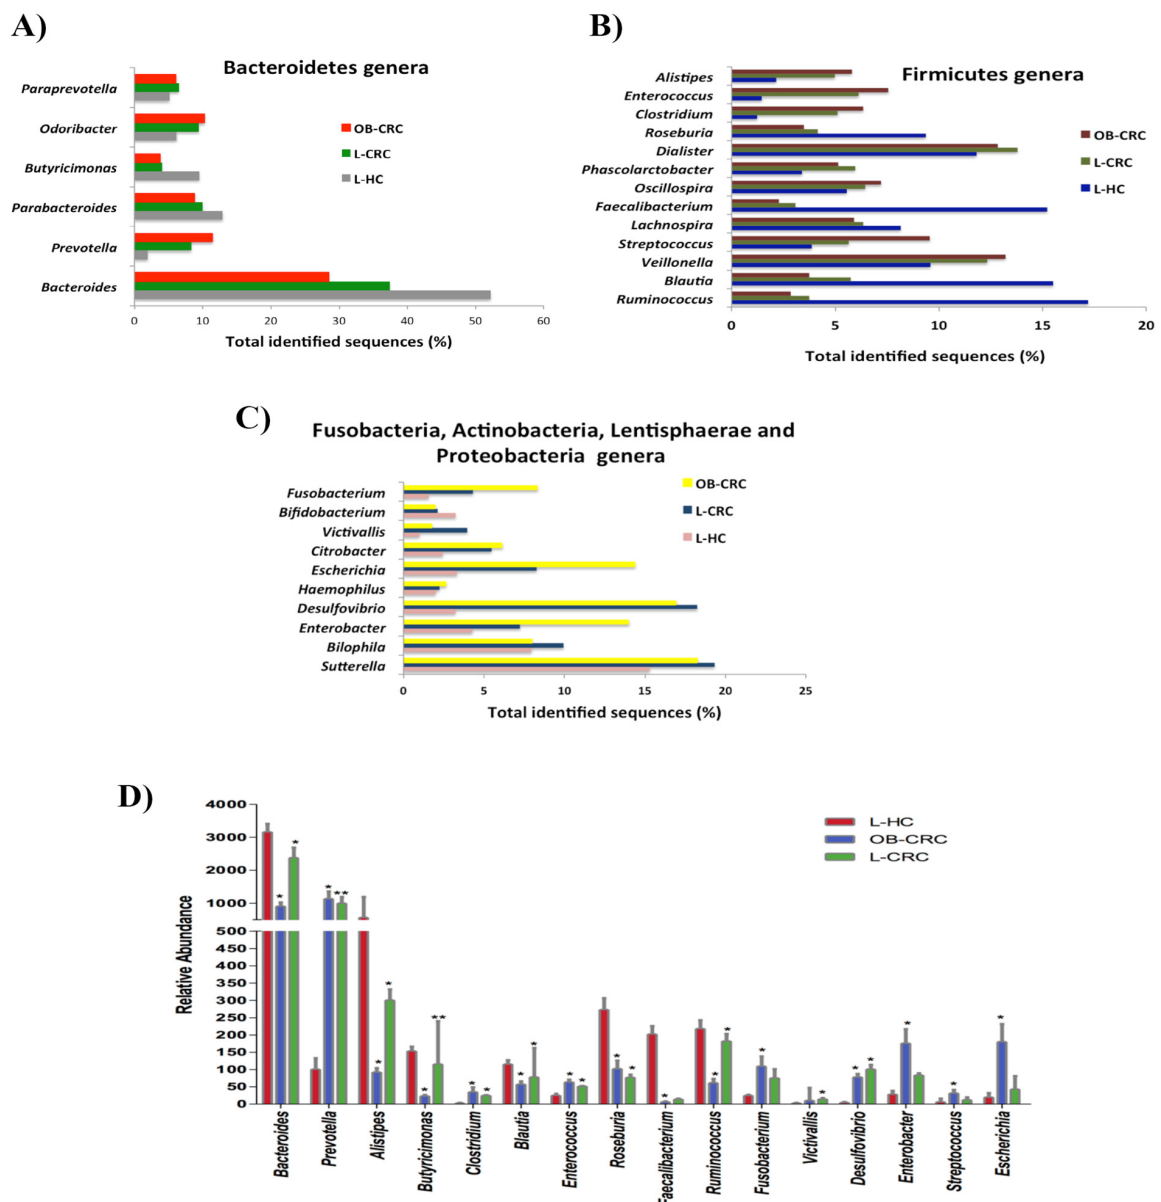 A)
Bacteroidetes genera
Paraprevotella
Odoribacter
Butyricimonas
Parabacteroides
Prevotella
Bacteroides
OB-CRC
L-CRC
L-HC
0 10 20 30 40 50 60
Total identified sequences (%)
B)
Firmicutes genera
Alistipes
Enterococcus
Clostridium
Roseburia
Dialister
Phascolarctobacter
Oscillospira
Faecalibacterium
Lachnospira
Streptococcus
Veillonella
Blautia
Ruminococcus
OB-CRC
L-CRC
L-HC
0 5 10 15 20
Total identified sequences (%)
C)
Fusobacteria, Actinobacteria, Lentisphaerae and
Proteobacteria genera
Fusobacterium
Bifidobacterium
Victivallis
Citrobacter
Escherichia
Haemophilus
Desulfovibrio
Enterobacter
Bilophila
Sutterella
OB-CRC
L-CRC
L-HC
0 5 10 15 20 25
Total identified sequences (%)
D)
Relative Abundance
4000
3000
2000
1000
500
450
400
350
300
250
200
150
100
50
0
L-HC
OB-CRC
L-CRC
* * * ** * * * ** * * * * * * * * * * * * * * * * * *
Bacteroides
Prevotella
Alistipes
Butyricimonas
Clostridium
Blautia
Enterococcus
Roseburia
Faecalibacterium
Ruminococcus
Fusobacterium
Victivallis
Desulfovibrio
Enterobacter
Streptococcus
Escherichia